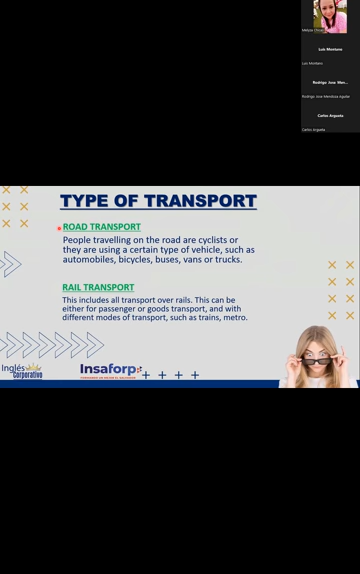 Luis Montano
Luis Montano
Rodrigo Jose Men...
Rodrigo Jose Mendoza Aguilar
Carlos Argueta
Carlos Argueta
TYPE OF TRANSPORT
ROAD TRANSPORT
People travelling on the road are cyclists or
they are using a certain type of vehicle, such as
automobiles, bicycles, buses, vans or trucks.
RAIL TRANSPORT
This includes all transport over rails. This can be
either for passenger or goods transport, and with
different modes of transport, such as trains, metro.
Inglés
Corporativo
Insaforp